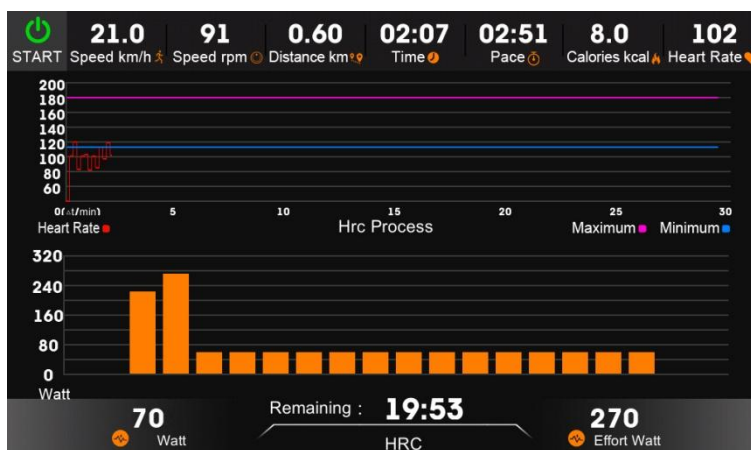 21.0 91 0.60 02:07 02:51 8.0 102
START Speed km/h Speed rpm Distance km Time Pace Calories kcal Heart Rate
200
180
160
140
120
100
80
60
0(△t/min) 5 10 15 20 25 30
Heart Rate Hrc Process Maximum Minimum
320
240
160
80
0
Watt
70 Remaining : 19:53 270
Watt HRC Effort Watt